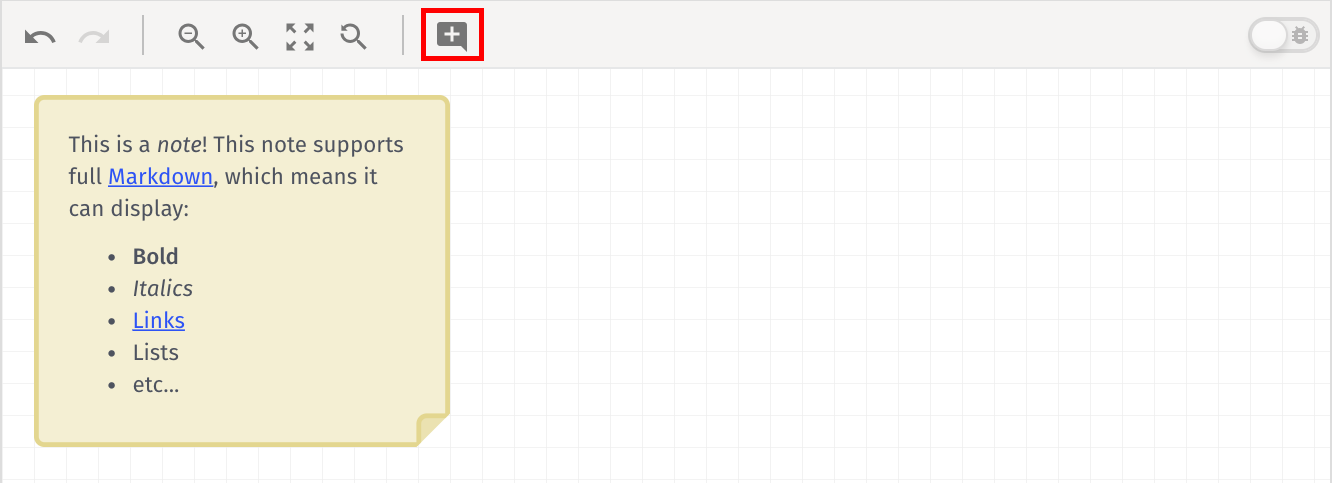 This is a note! This note supports
full Markdown, which means it
can display:
• Bold
• Italics
• Links
• Lists
• etc...